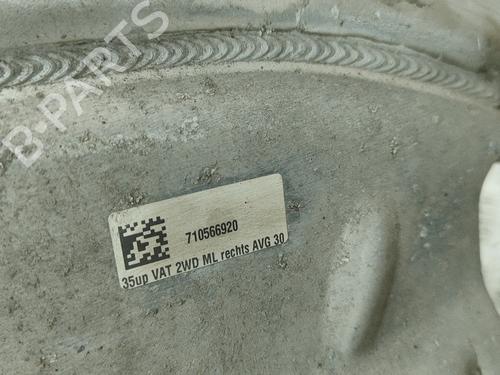 B-PARTS
710566920
35up VAT 2WD ML rechts AVG 30